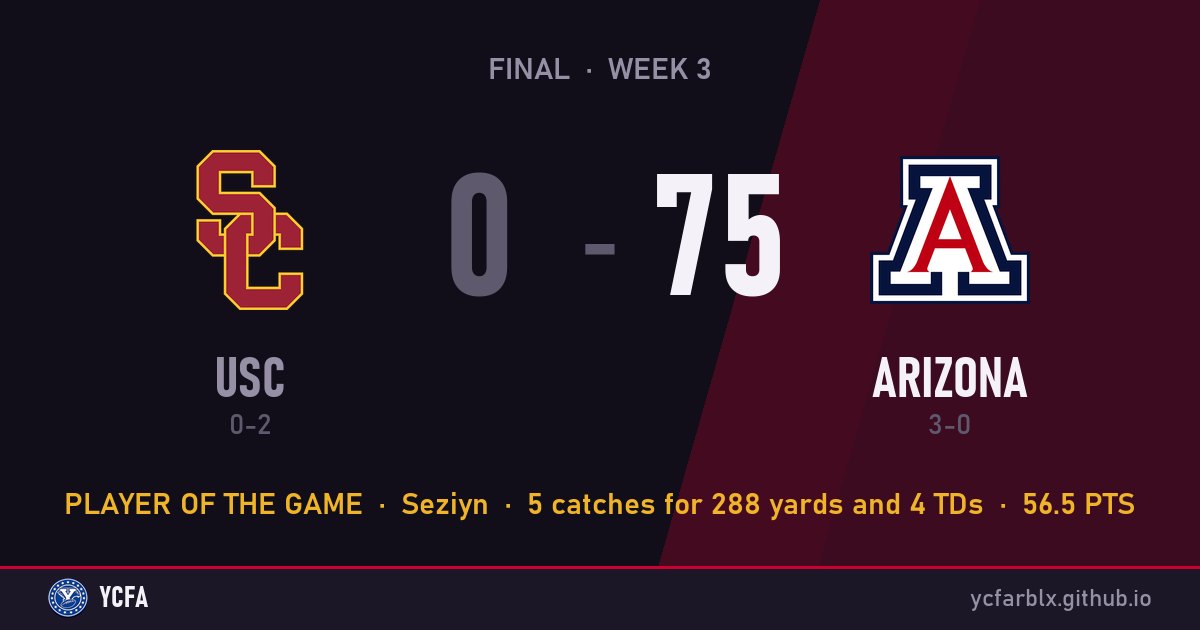 FINAL · WEEK 3
SC
0 - 75
A
USC
ARIZONA
0-2
3-0
PLAYER OF THE GAME · Seziyn · 5 catches for 288 yards and 4 TDs · 56.5 PTS
YCFA
ycfarblx.github.io